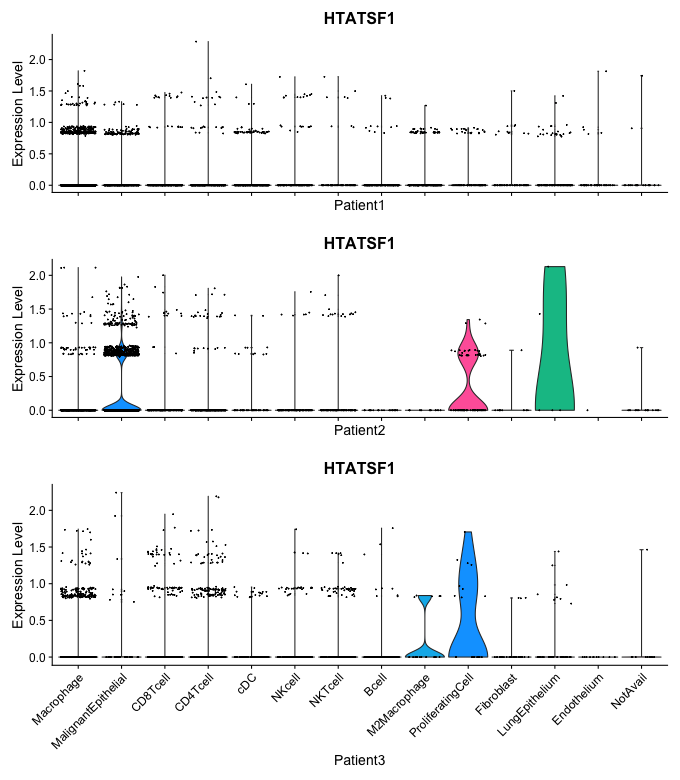 HTATSF1
Expression Level
2.0
1.5
1.0
0.5
0.0
Patient1
HTATSF1
Expression Level
2.0
1.5
1.0
0.5
0.0
Patient2
HTATSF1
Expression Level
2.0
1.5
1.0
0.5
0.0
Macrophage
MalignantEpithelial
CD8Tcell
CD4Tcell
cDC
NKcell
NKTcell
Bcell
M2Macrophage
ProliferatingCell
Fibroblast
LungEpithelium
Endothelium
NotAvail
Patient3